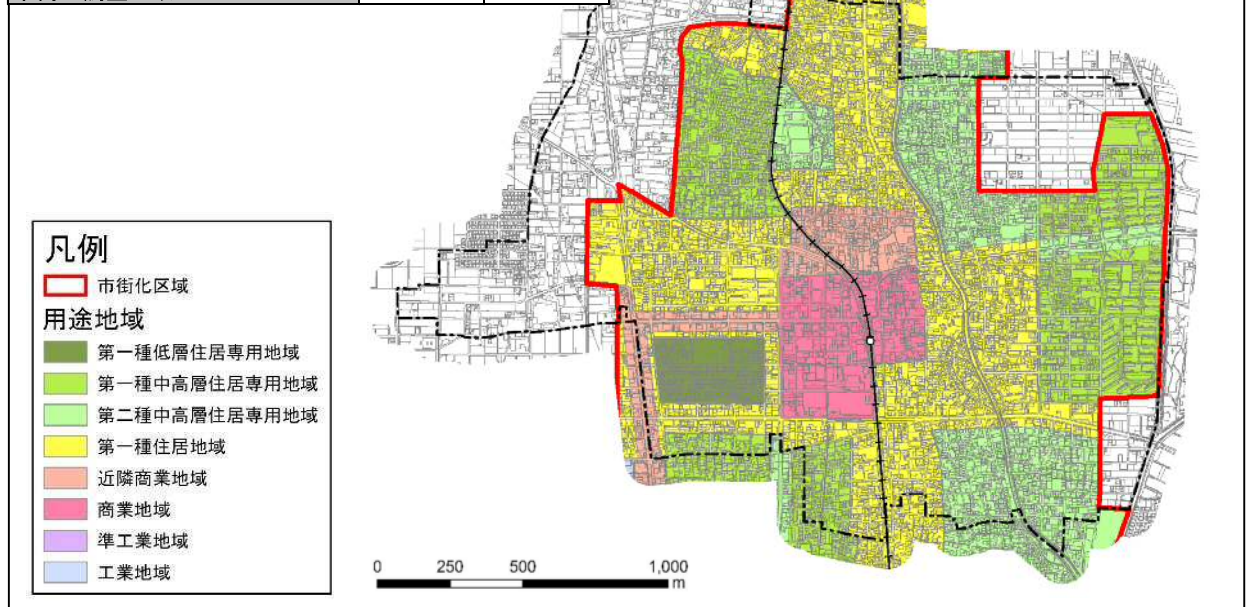 凡例
市街化区域
用途地域
第一種低層住居専用地域
第一種中高層住居専用地域
第二種中高層住居専用地域
第一種住居地域
近隣商業地域
商業地域
準工業地域
工業地域
0 250 500 1,000
m